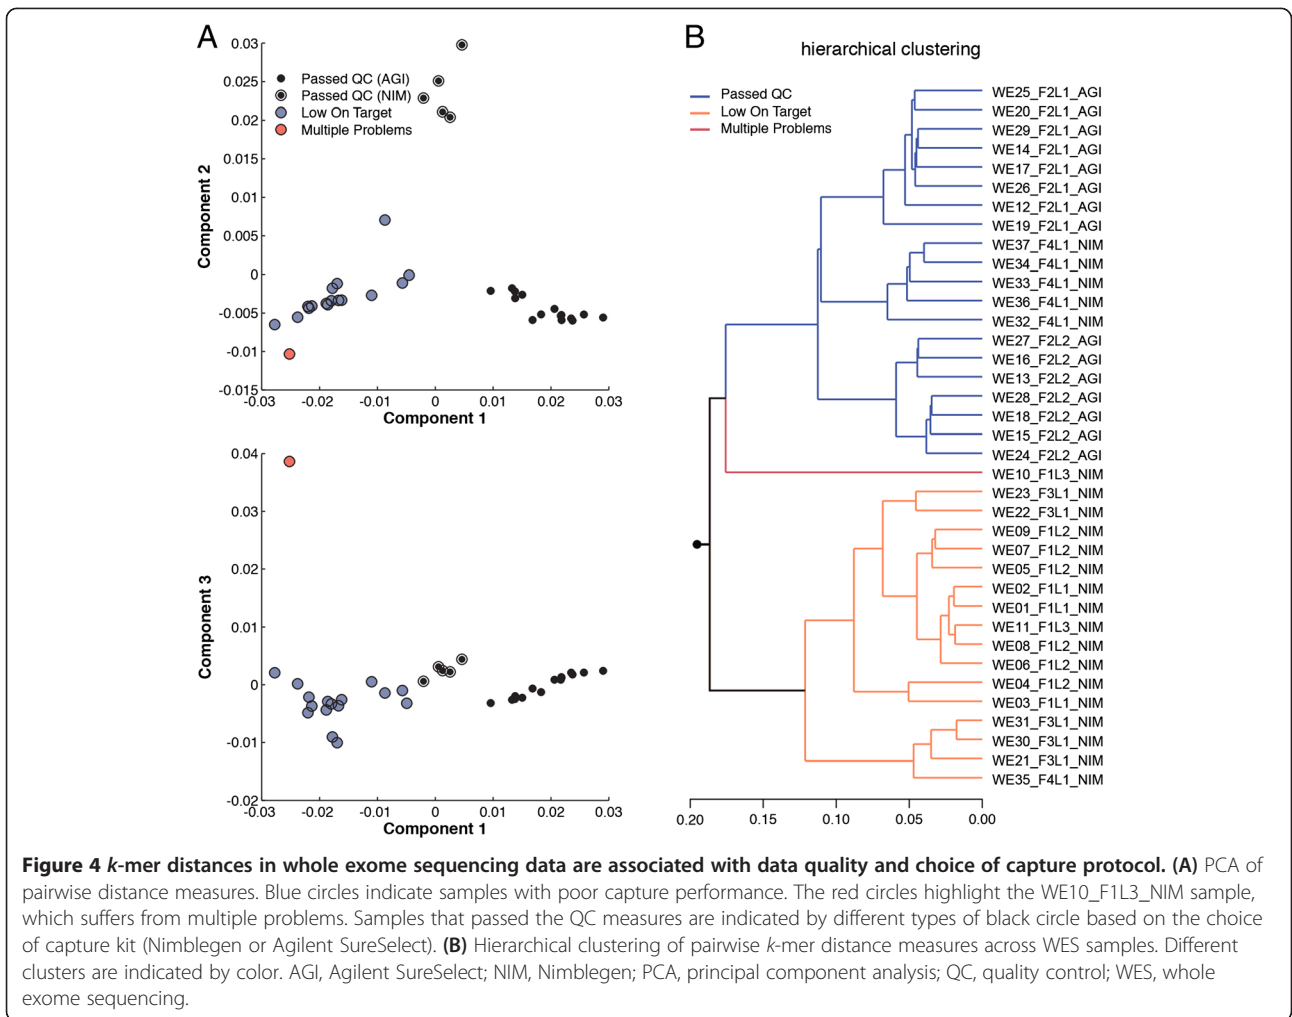 A
0.03
0.025
0.02
0.015
0.01
0.005
0
-0.005
-0.01
-0.015
Component 2
Passed QC (AGI)
Passed QC (NIM)
Low On Target
Multiple Problems
-0.03 -0.02 -0.01 0 0.01 0.02 0.03
Component 1
0.04
0.03
0.02
0.01
0
-0.01
-0.02
Component 3
-0.03 -0.02 -0.01 0 0.01 0.02 0.03
Component 1
B
hierarchical clustering
Passed QC
Low On Target
Multiple Problems
WE25_F2L1_AGI
WE20_F2L1_AGI
WE29_F2L1_AGI
WE14_F2L1_AGI
WE17_F2L1_AGI
WE26_F2L1_AGI
WE12_F2L1_AGI
WE19_F2L1_AGI
WE37_F4L1_NIM
WE34_F4L1_NIM
WE33_F4L1_NIM
WE36_F4L1_NIM
WE32_F4L1_NIM
WE27_F2L2_AGI
WE16_F2L2_AGI
WE13_F2L2_AGI
WE28_F2L2_AGI
WE18_F2L2_AGI
WE15_F2L2_AGI
WE24_F2L2_AGI
WE10_F1L3_NIM
WE23_F3L1_NIM
WE22_F3L1_NIM
WE09_F1L2_NIM
WE07_F1L2_NIM
WE05_F1L2_NIM
WE02_F1L1_NIM
WE01_F1L1_NIM
WE11_F1L3_NIM
WE08_F1L2_NIM
WE06_F1L2_NIM
WE04_F1L2_NIM
WE03_F1L1_NIM
WE31_F3L1_NIM
WE30_F3L1_NIM
WE21_F3L1_NIM
WE35_F4L1_NIM
0.20 0.15 0.10 0.05 0.00
Figure 4 k-mer distances in whole exome sequencing data are associated with data quality and choice of capture protocol. (A) PCA of
pairwise distance measures. Blue circles indicate samples with poor capture performance. The red circles highlight the WE10_F1L3_NIM sample,
which suffers from multiple problems. Samples that passed the QC measures are indicated by different types of black circle based on the choice
of capture kit (Nimblegen or Agilent SureSelect). (B) Hierarchical clustering of pairwise k-mer distance measures across WES samples. Different
clusters are indicated by color. AGI, Agilent SureSelect; NIM, Nimblegen; PCA, principal component analysis; QC, quality control; WES, whole
exome sequencing.